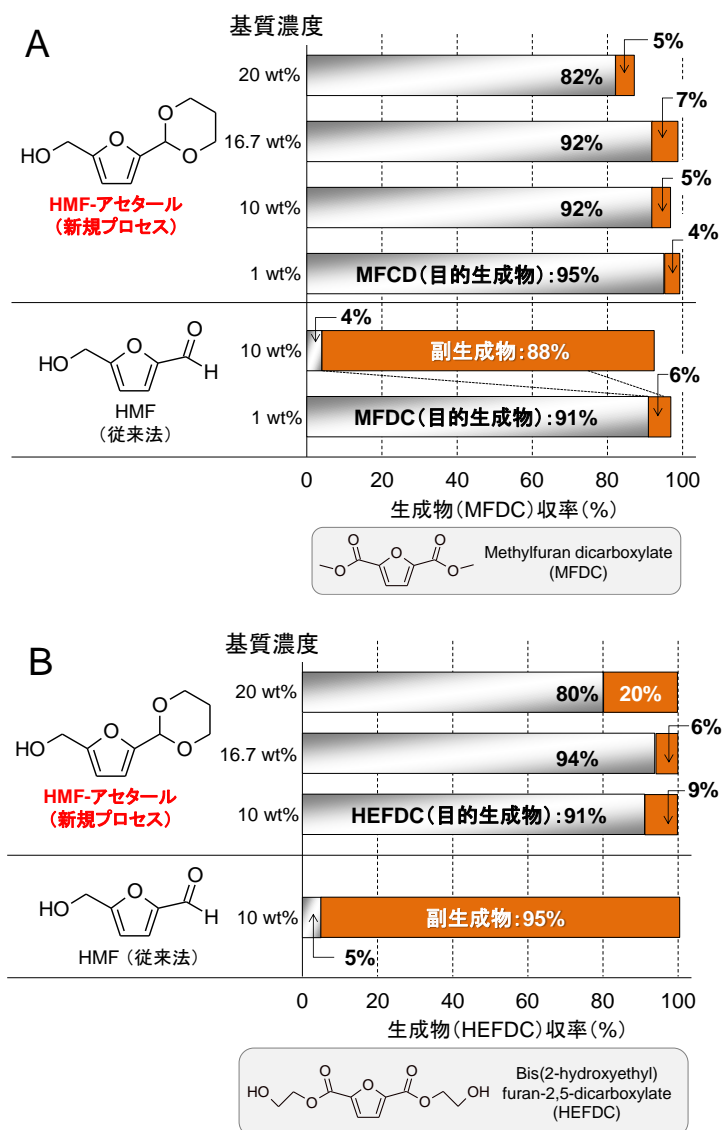 A
基質濃度
20 wt%
82%
5%
16.7 wt%
92%
7%
10 wt%
92%
5%
1 wt%
MFCD(目的生成物):95%
4%
HO
O
O
O
HMF-アセタール
(新規プロセス)
4%
10 wt%
副生成物:88%
6%
1 wt%
MFDC(目的生成物):91%
HO
O
O
H
HMF
(従来法)
0 20 40 60 80 100
生成物(MFDC)収率(%)
O
O
O
O
O
Methylfuran dicarboxylate
(MFDC)
B
基質濃度
20 wt%
80%
20%
16.7 wt%
94%
6%
10 wt%
HEFDC(目的生成物):91%
9%
HO
O
O
O
HMF-アセタール
(新規プロセス)
10 wt%
副生成物:95%
5%
HO
O
O
H
HMF (従来法)
0 20 40 60 80 100
生成物(HEFDC)収率(%)
HO
O
O
O
O
O
OH
Bis(2-hydroxyethyl)
furan-2,5-dicarboxylate
(HEFDC)